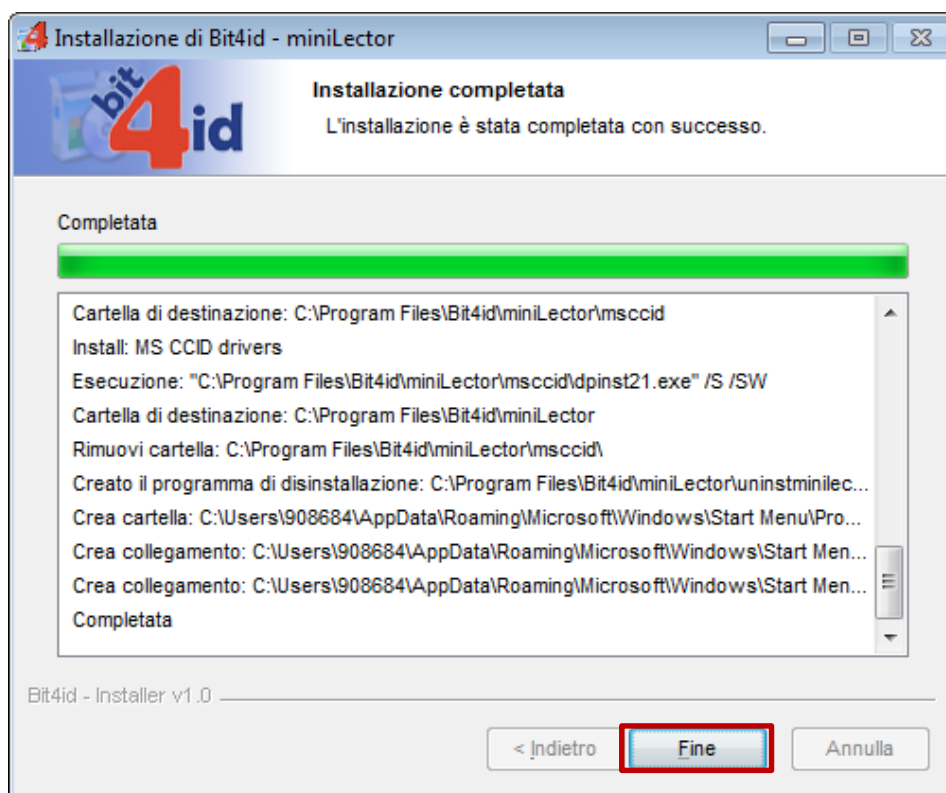 Installazione di Bit4id - miniLector
bit
4id
Installazione completata
L'installazione è stata completata con successo.
Completata
Cartella di destinazione: C:\Program Files\Bit4id\miniLector\msccid
Install: MS CCID drivers
Esecuzione: "C:\Program Files\Bit4id\miniLector\msccid\dpinst21.exe" /S /SW
Cartella di destinazione: C:\Program Files\Bit4id\miniLector
Rimuovi cartella: C:\Program Files\Bit4id\miniLector\msccid\
Creato il programma di disinstallazione: C:\Program Files\Bit4id\miniLector\uninstminilec...
Crea cartella: C:\Users\908684\AppData\Roaming\Microsoft\Windows\Start Menu\Pro...
Crea collegamento: C:\Users\908684\AppData\Roaming\Microsoft\Windows\Start Men...
Crea collegamento: C:\Users\908684\AppData\Roaming\Microsoft\Windows\Start Men...
Completata
Bit4id - Installer v1.0
< Indietro Fine Annulla